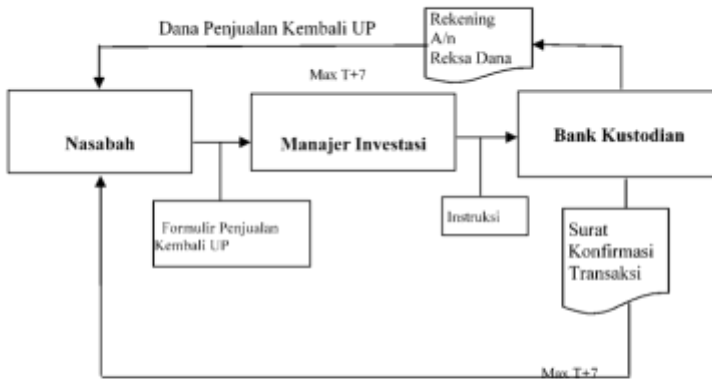 Dana Penjualan Kembali UP
Rekening
A/n
Reksa Dana
Max T+7
Nasabah
Manajer Investasi
Bank Kustodian
Formulir Penjualan
Kembali UP
Instruksi
Surat
Konfirmasi
Transaksi
Max T+7